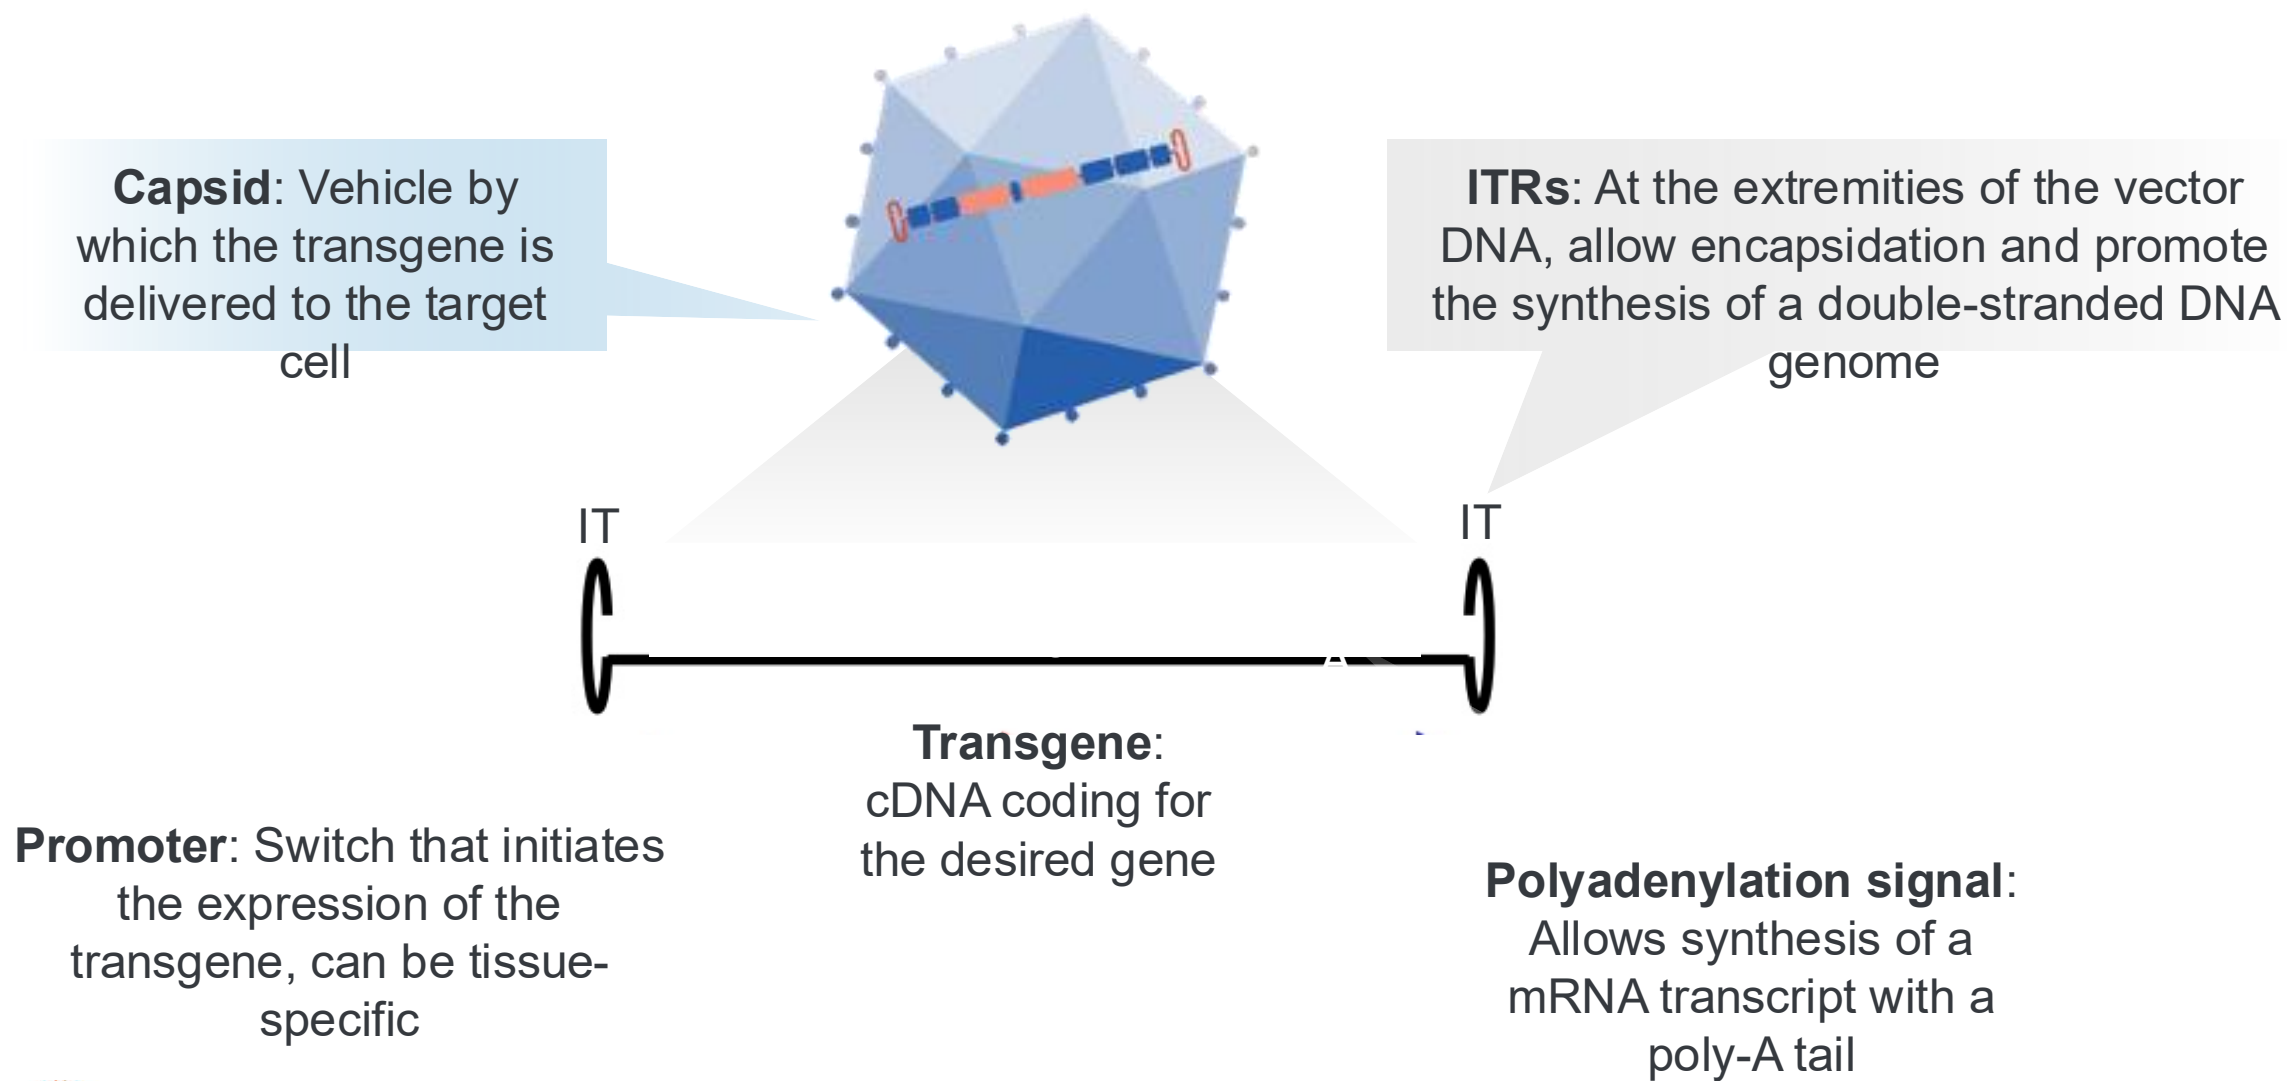 Capsid: Vehicle by
which the transgene is
delivered to the target
cell
ITRs: At the extremities of the vector
DNA, allow encapsidation and promote
the synthesis of a double-stranded DNA
genome
IT
IT
A
Transgene:
cDNA coding for
the desired gene
Promoter: Switch that initiates
the expression of the
transgene, can be tissue-
specific
Polyadenylation signal:
Allows synthesis of a
mRNA transcript with a
poly-A tail